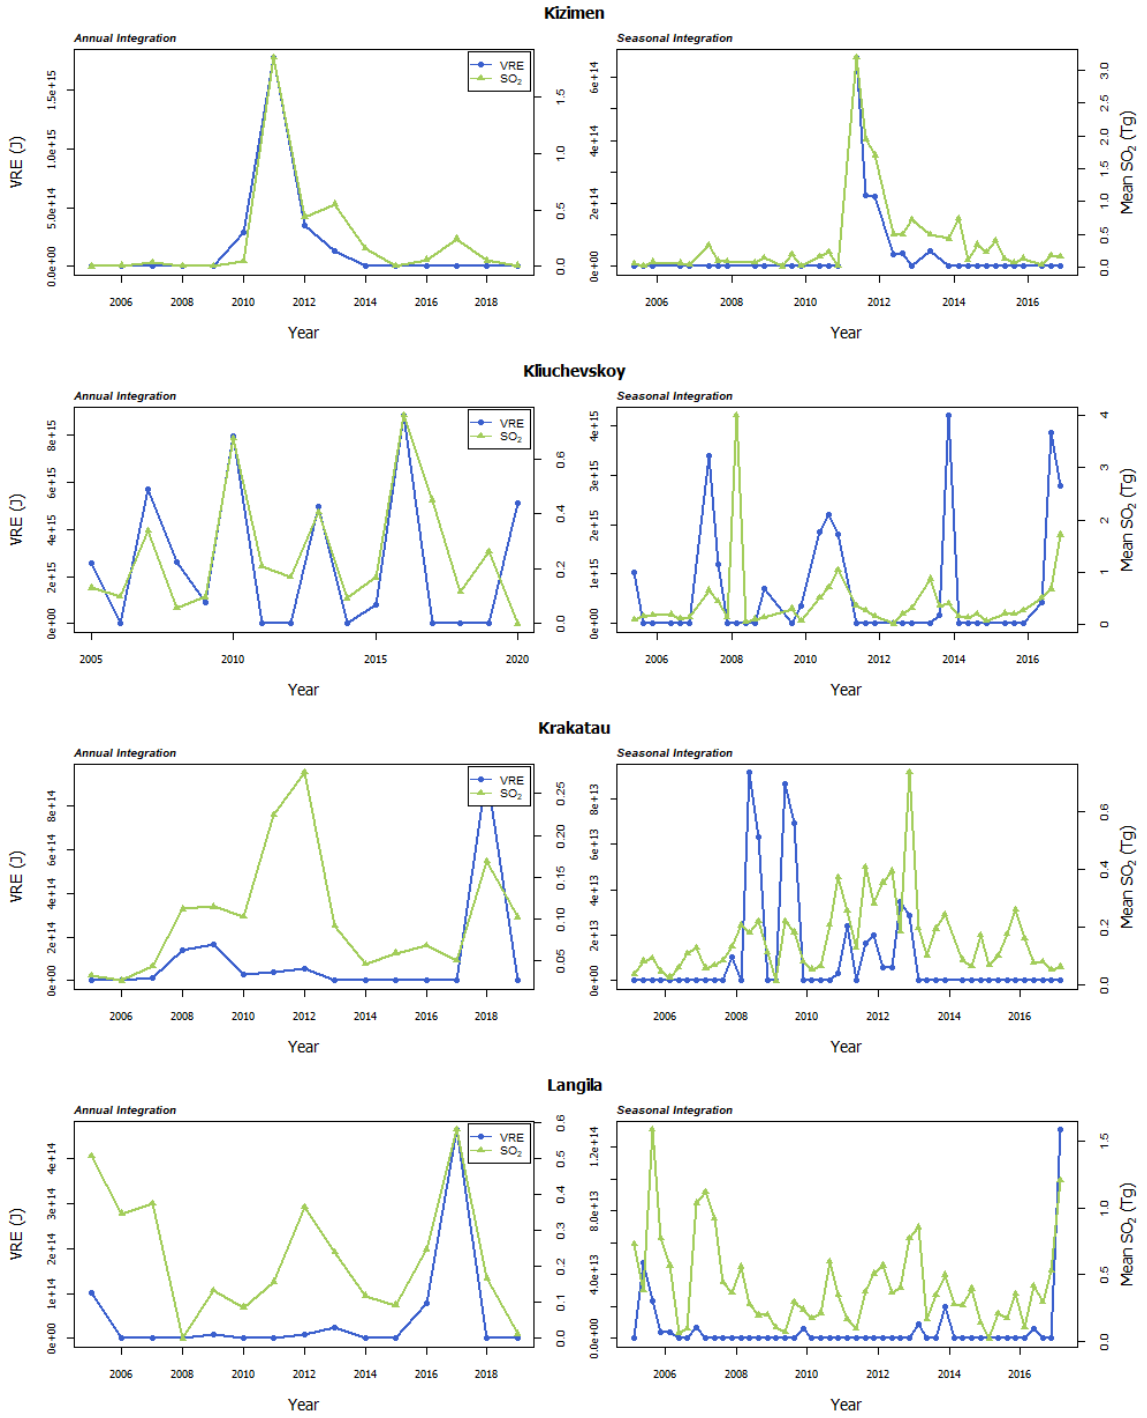 Kizimen
Annual Integration
Seasonal Integration
VRE
SO2
VRE (J)
0.0e+00 5.0e+14 1.0e+15 1.5e+15
0.0 0.5 1.0 1.5
2006 2008 2010 2012 2014 2016 2018
Year
0e+00 2e+14 4e+14 6e+14
0.0 0.5 1.0 1.5 2.0 2.5 3.0
Mean SO2 (Tg)
2006 2008 2010 2012 2014 2016
Year
Kliuchevskoy
Annual Integration
Seasonal Integration
VRE
SO2
VRE (J)
0e+00 2e+15 4e+15 6e+15 8e+15
0.0 0.2 0.4 0.6
2005 2010 2015 2020
Year
0e+00 1e+15 2e+15 3e+15 4e+15
0 1 2 3 4
Mean SO2 (Tg)
2006 2008 2010 2012 2014 2016
Year
Krakatau
Annual Integration
Seasonal Integration
VRE
SO2
VRE (J)
0e+00 2e+14 4e+14 6e+14 8e+14
0.05 0.10 0.15 0.20 0.25
2006 2008 2010 2012 2014 2016 2018
Year
0e+00 2e+13 4e+13 6e+13 8e+13
0.0 0.2 0.4 0.6
Mean SO2 (Tg)
2006 2008 2010 2012 2014 2016
Year
Langila
Annual Integration
Seasonal Integration
VRE
SO2
VRE (J)
0e+00 1e+14 2e+14 3e+14 4e+14
0.0 0.1 0.2 0.3 0.4 0.5 0.6
2006 2008 2010 2012 2014 2016 2018
Year
0.0e+00 4.0e+13 8.0e+13 1.2e+14
0.0 0.5 1.0 1.5
Mean SO2 (Tg)
2006 2008 2010 2012 2014 2016
Year